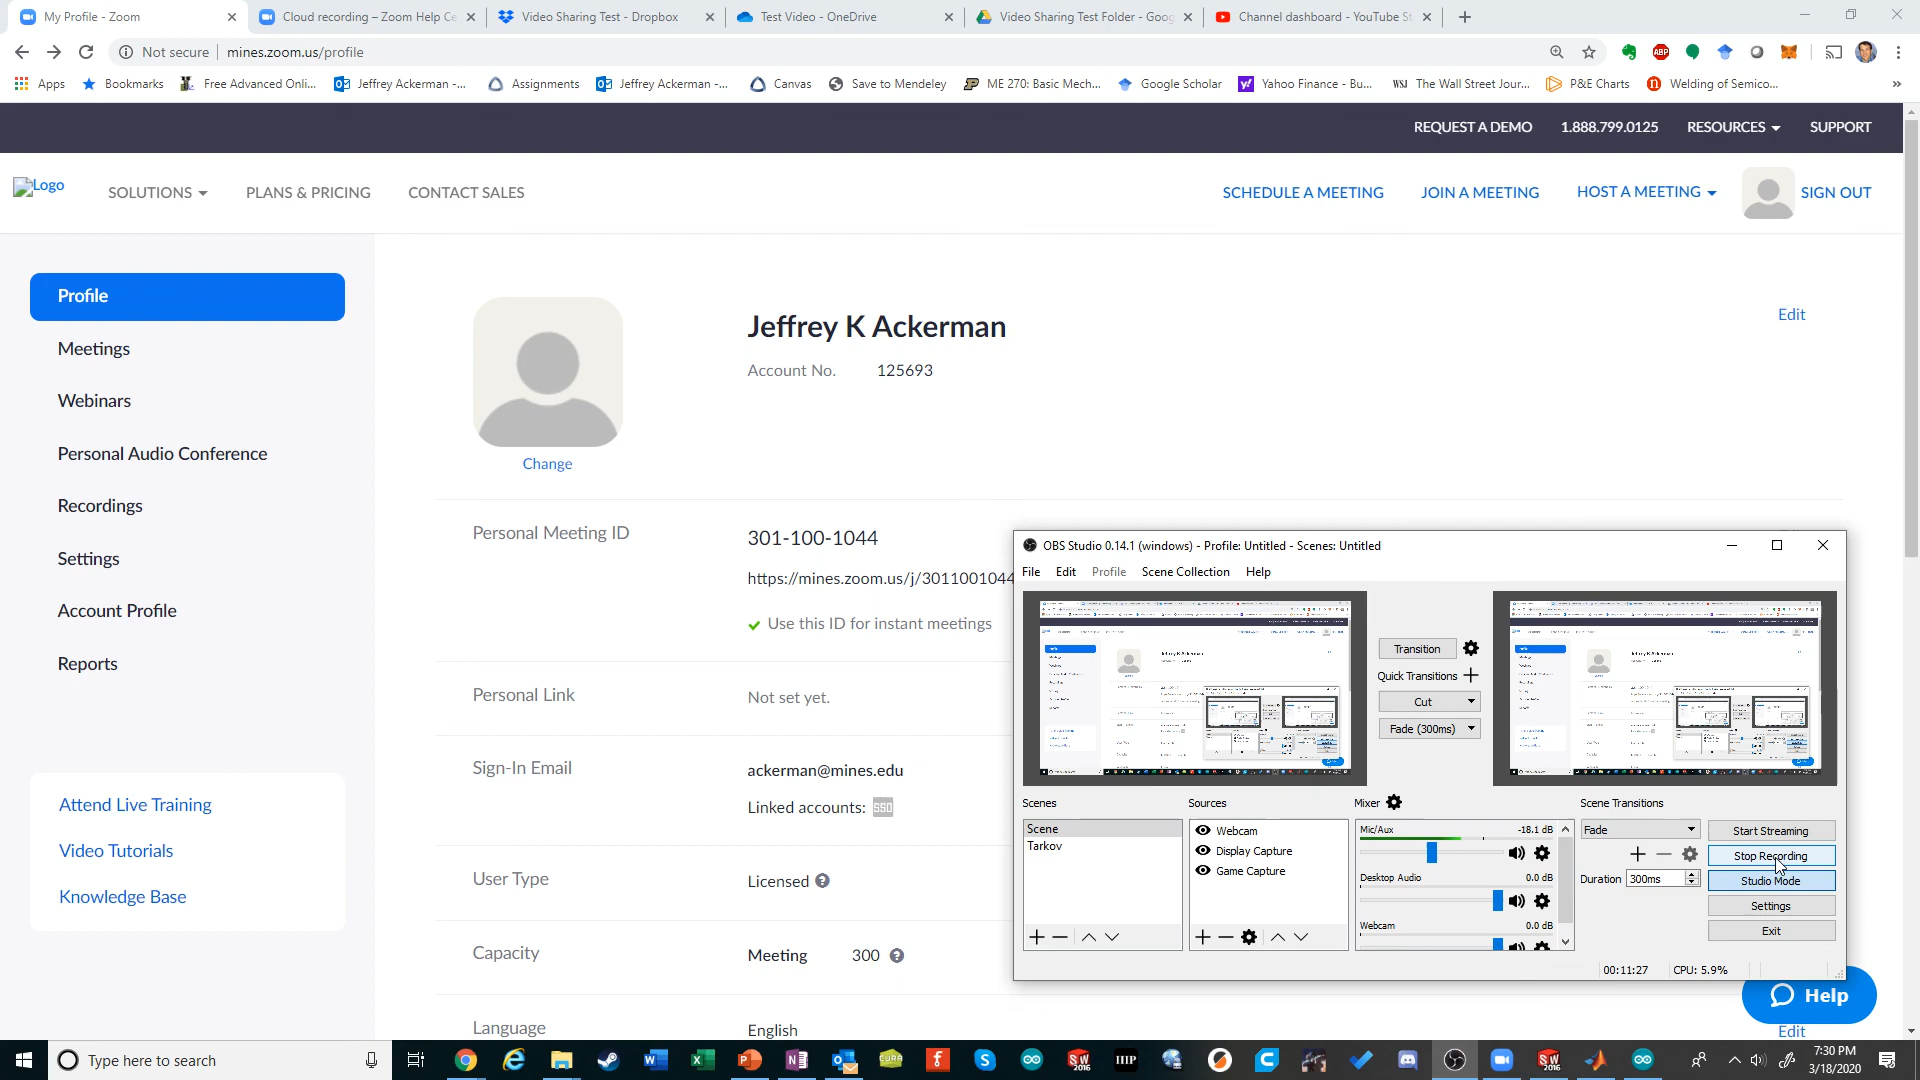 My Profile - Zoom
Cloud recording – Zoom Help Ce
Video Sharing Test - Dropbox
Test Video - OneDrive
Video Sharing Test Folder - Goog
Channel dashboard - YouTube St
Not secure
mines.zoom.us/profile
Apps
Bookmarks
Free Advanced Onli...
Jeffrey Ackerman -...
Assignments
Jeffrey Ackerman -...
Canvas
Save to Mendeley
ME 270: Basic Mech...
Google Scholar
Yahoo Finance - Bu...
WSJ The Wall Street Jour...
P&E Charts
Welding of Semico...
REQUEST A DEMO
1.888.799.0125
RESOURCES
SUPPORT
Logo
SOLUTIONS
PLANS & PRICING
CONTACT SALES
SCHEDULE A MEETING
JOIN A MEETING
HOST A MEETING
SIGN OUT
Profile
Meetings
Webinars
Personal Audio Conference
Recordings
Settings
Account Profile
Reports
Attend Live Training
Video Tutorials
Knowledge Base
Change
Jeffrey K Ackerman
Edit
Account No. 125693
Personal Meeting ID
301-100-1044
https://mines.zoom.us/j/3011001044
Use this ID for instant meetings
Personal Link
Not set yet.
Sign-In Email
ackerman@mines.edu
Linked accounts: SSO
User Type
Licensed
Capacity
Meeting 300
Language
English
Edit
Help
OBS Studio 0.14.1 (windows) - Profile: Untitled - Scenes: Untitled
File Edit Profile Scene Collection Help
Transition
Quick Transitions
Cut
Fade (300ms)
Scenes
Scene
Tarkov
Sources
Webcam
Display Capture
Game Capture
Mixer
Mic/Aux -18.1 dB
Desktop Audio 0.0 dB
Webcam 0.0 dB
Scene Transitions
Fade
Duration 300ms
Start Streaming
Stop Recording
Studio Mode
Settings
Exit
00:11:27
CPU: 5.9%
Type here to search
7:30 PM
3/18/2020